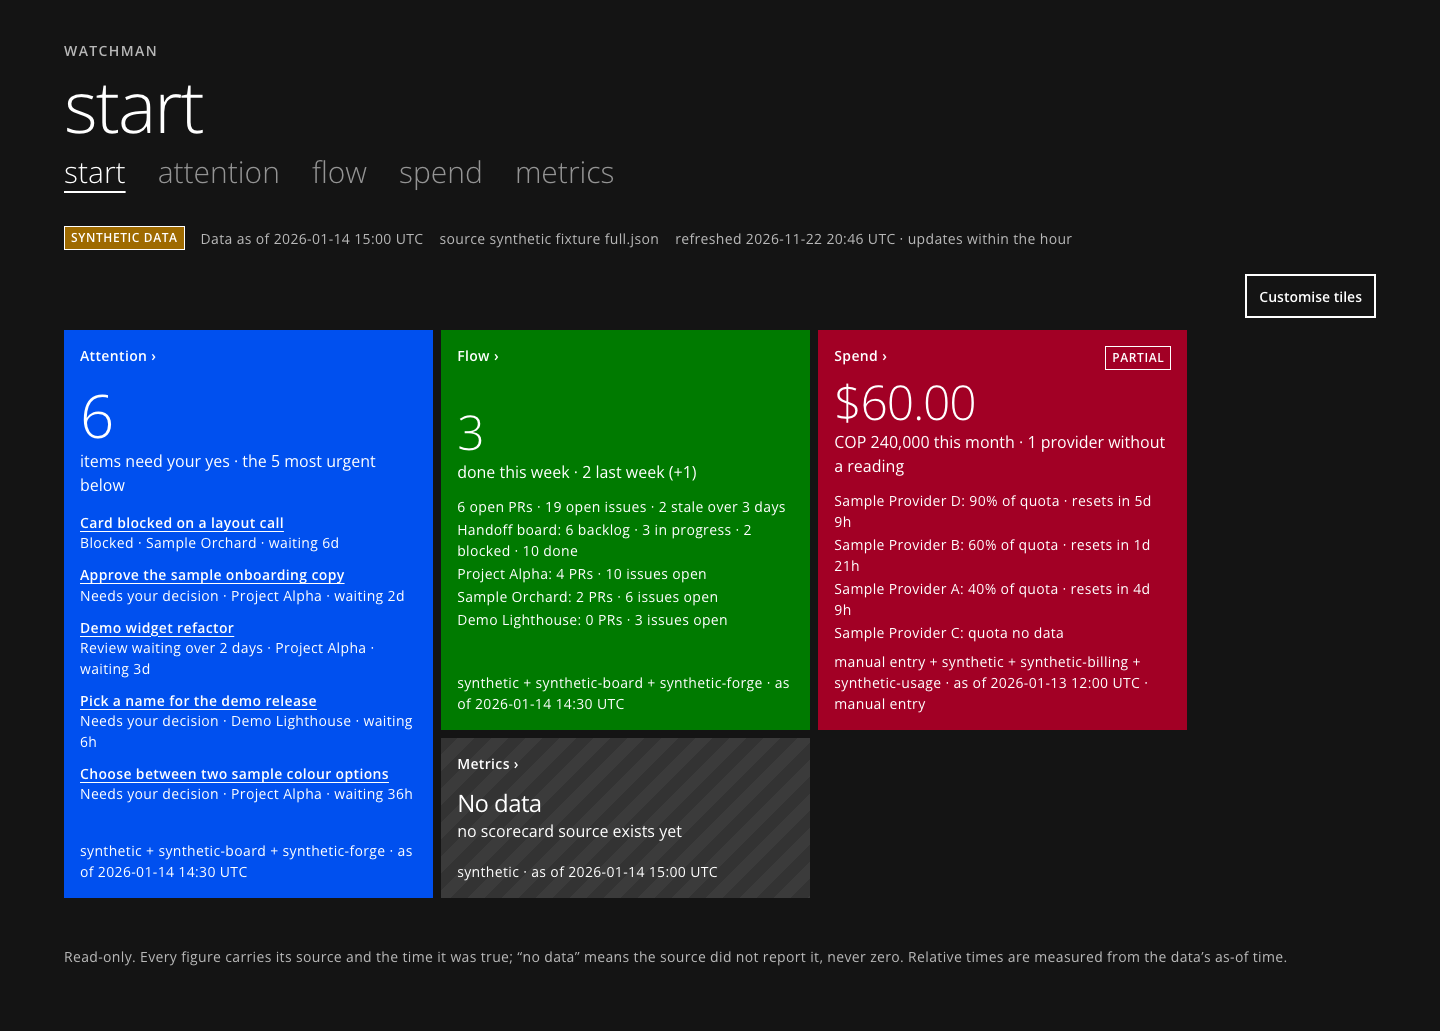 WATCHMAN
start
start attention flow spend metrics
SYNTHETIC DATA Data as of 2026-01-14 15:00 UTC source synthetic fixture full.json refreshed 2026-11-22 20:46 UTC · updates within the hour
Customise tiles
Attention ›
6
items need your yes · the 5 most urgent
below
Card blocked on a layout call
Blocked · Sample Orchard · waiting 6d
Approve the sample onboarding copy
Needs your decision · Project Alpha · waiting 2d
Demo widget refactor
Review waiting over 2 days · Project Alpha ·
waiting 3d
Pick a name for the demo release
Needs your decision · Demo Lighthouse · waiting
6h
Choose between two sample colour options
Needs your decision · Project Alpha · waiting 36h
synthetic + synthetic-board + synthetic-forge · as
of 2026-01-14 14:30 UTC
Flow ›
3
done this week · 2 last week (+1)
6 open PRs · 19 open issues · 2 stale over 3 days
Handoff board: 6 backlog · 3 in progress · 2
blocked · 10 done
Project Alpha: 4 PRs · 10 issues open
Sample Orchard: 2 PRs · 6 issues open
Demo Lighthouse: 0 PRs · 3 issues open
synthetic + synthetic-board + synthetic-forge · as
of 2026-01-14 14:30 UTC
Spend ›
PARTIAL
$60.00
COP 240,000 this month · 1 provider without
a reading
Sample Provider D: 90% of quota · resets in 5d
9h
Sample Provider B: 60% of quota · resets in 1d
21h
Sample Provider A: 40% of quota · resets in 4d
9h
Sample Provider C: quota no data
manual entry + synthetic + synthetic-billing +
synthetic-usage · as of 2026-01-13 12:00 UTC ·
manual entry
Metrics ›
No data
no scorecard source exists yet
synthetic · as of 2026-01-14 15:00 UTC
Read-only. Every figure carries its source and the time it was true; “no data” means the source did not report it, never zero. Relative times are measured from the data’s as-of time.